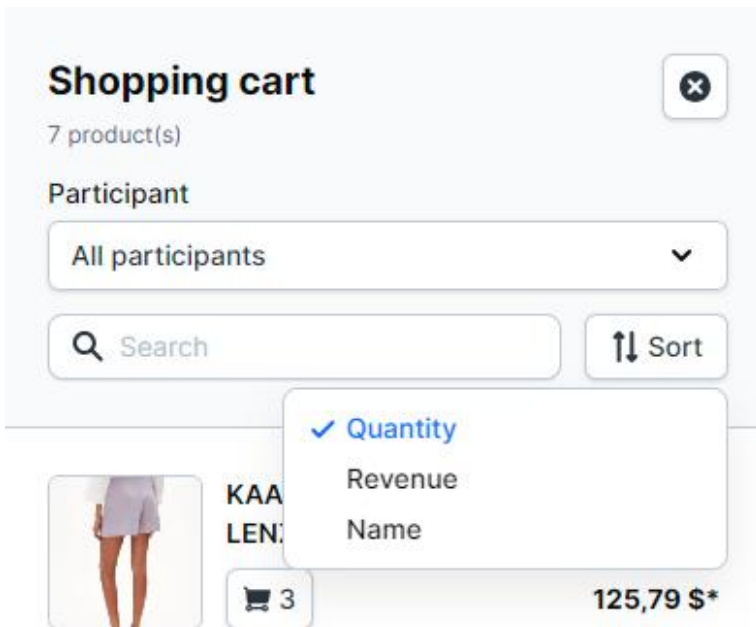 Shopping cart
7 product(s)
Participant
All participants
Search
Sort
Quantity
Revenue
Name
KAA
LEN
3
125,79 $*